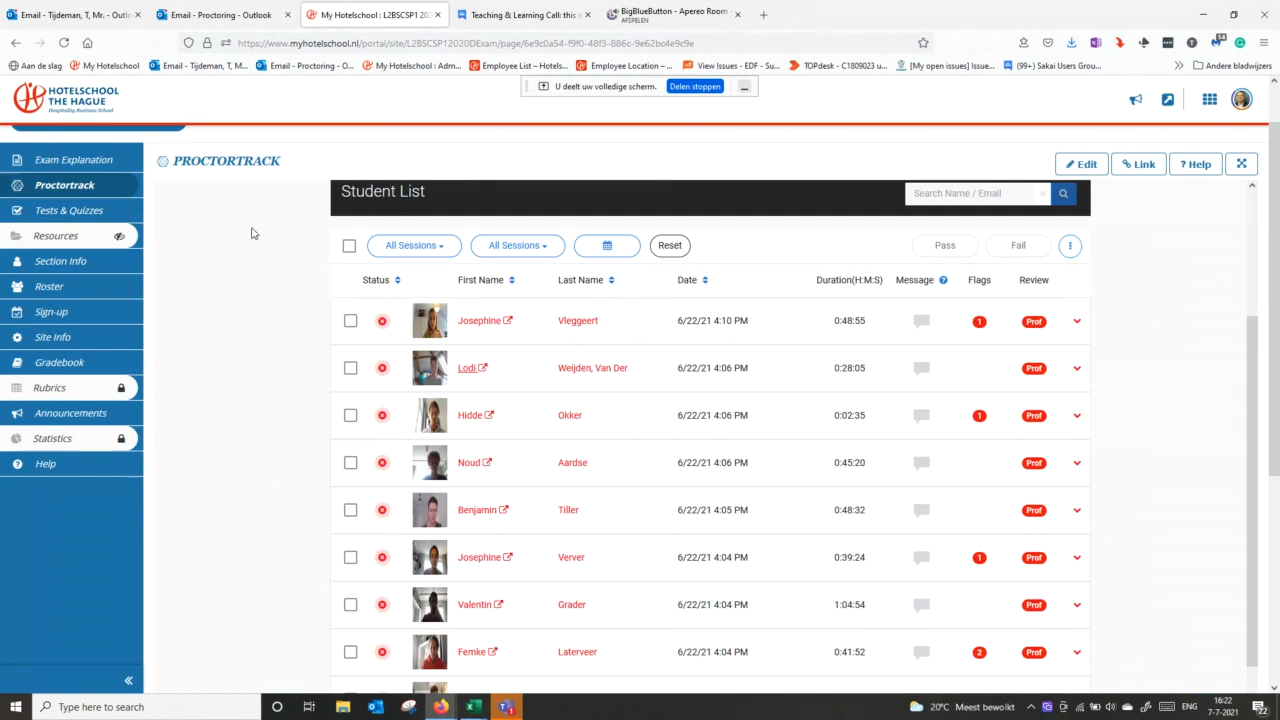 Email - Tijdeman, T, Mr. - Outlo
Email - Proctoring - Outlook
My Hotelschool : L2BSCSP1 202
Teaching & Learning Call: this m
BigBlueButton - Apereo Room
AFSPELEN
https://www.myhotelschool.nl/portal/site/L2BSCSP12020DExam/page/6e9c0a54-f9f0-48f3-886c-9e62bc4e9c9e
14
Aan de slag
My Hotelschool
Email - Tijdeman, T, M...
Email - Proctoring - O...
My Hotelschool : Adm...
Employee List – Hotels...
Employee Location – ...
View Issues - EDF - Su...
TOPdesk - C1809023 u...
[My open issues] Issue...
(99+) Sakai Users Grou...
Andere bladwijzers
U deelt uw volledige scherm.
Delen stoppen
HOTELSCHOOL
THE HAGUE
Hospitality Business School
Exam Explanation
Proctortrack
Tests & Quizzes
Resources
Section Info
Roster
Sign-up
Site Info
Gradebook
Rubrics
Announcements
Statistics
Help
PROCTORTRACK
Edit
Link
? Help
Student List
Search Name / Email
All Sessions
All Sessions
Reset
Pass
Fail
Status First Name Last Name Date Duration(H:M:S) Message Flags Review
Josephine Vleggeert 6/22/21 4:10 PM 0:48:55 1 Prof
Lodi Weijden, Van Der 6/22/21 4:06 PM 0:28:05 Prof
Hidde Okker 6/22/21 4:06 PM 0:02:35 1 Prof
Noud Aardse 6/22/21 4:06 PM 0:45:20 Prof
Benjamin Tiller 6/22/21 4:05 PM 0:48:32 Prof
Josephine Verver 6/22/21 4:04 PM 0:39:24 1 Prof
Valentin Grader 6/22/21 4:04 PM 1:04:54 Prof
Femke Laterveer 6/22/21 4:04 PM 0:41:52 2 Prof
Type here to search
20°C Meest bewolkt
ENG
16:22
7-7-2021
22